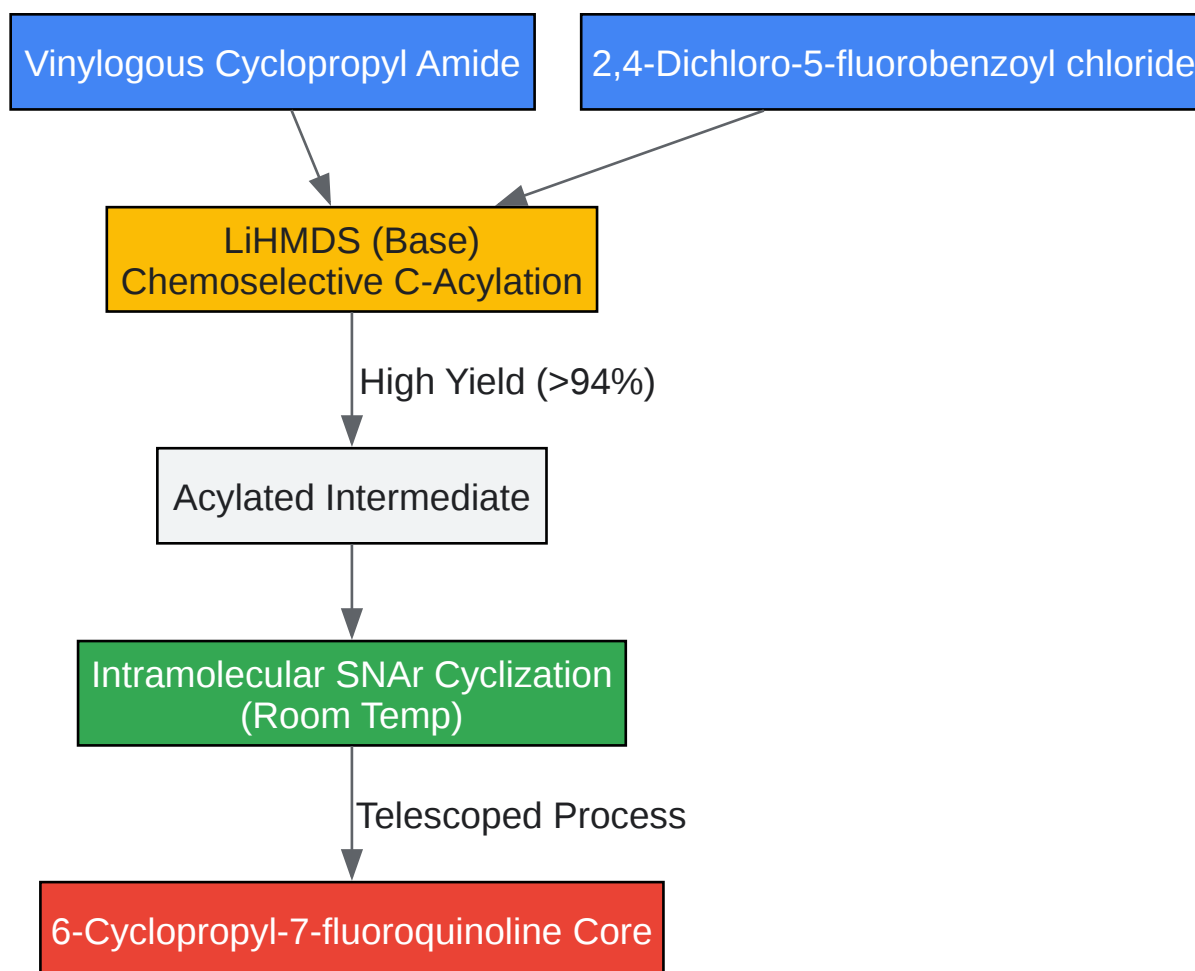 Vinylogous Cyclopropyl Amide
2,4-Dichloro-5-fluorobenzoyl chloride
LiHMDS (Base)
Chemoselective C-Acylation
High Yield (>94%)
Acylated Intermediate
Intramolecular SNAr Cyclization
(Room Temp)
Telescoped Process
6-Cyclopropyl-7-fluoroquinoline Core